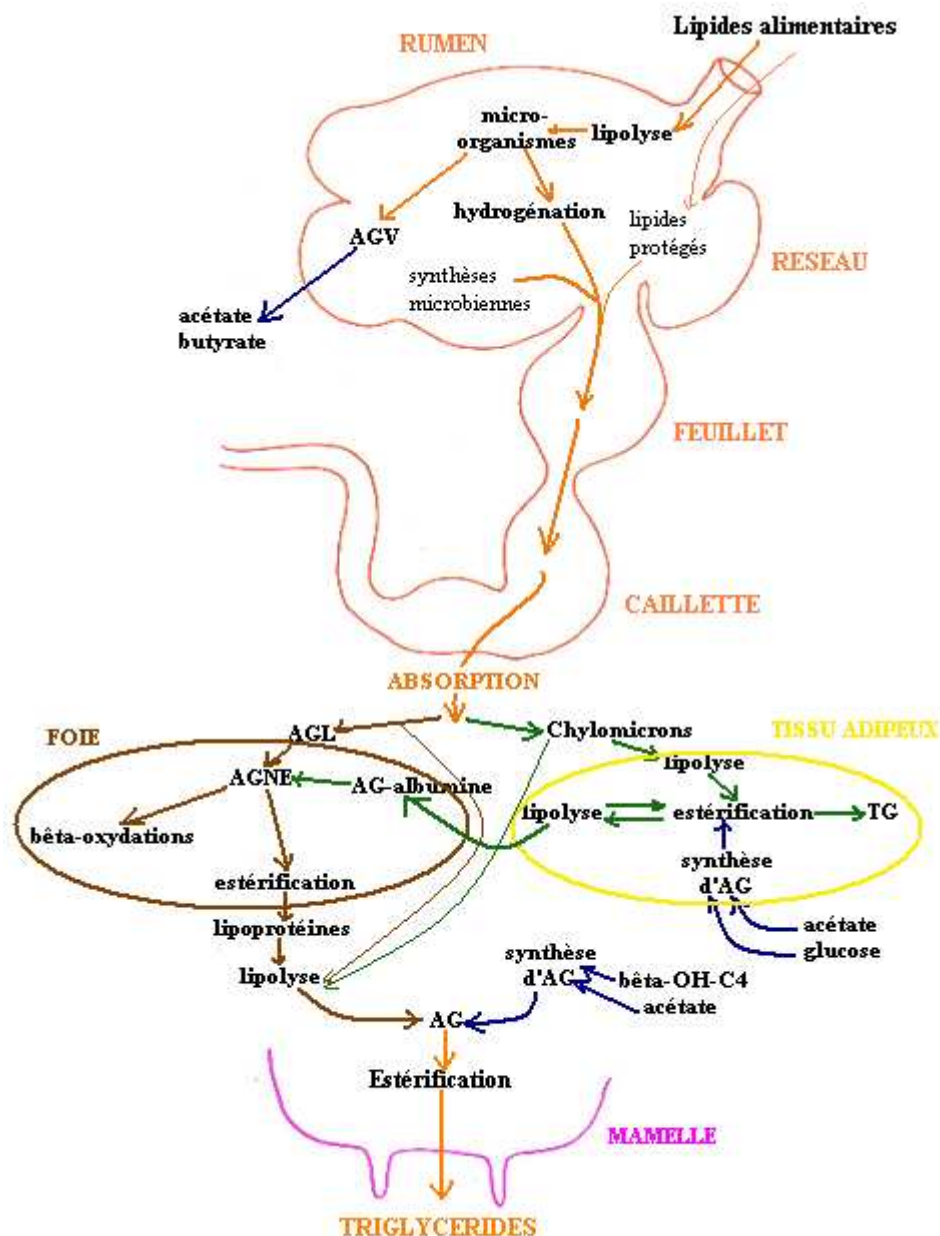 Lipides alimentaires
RUMEN
micro-
organismes
lipolyse
hydrogénation
lipides
protégés
AGV
RESEAU
synthèses
microbiennes
acétate
butyrate
FEUILLET
CAILLETTE
ABSORPTION
AGL
Chylomicrons
TISSU ADIPEUX
FOIE
lipolyse
AGNE
AG-albumine
lipolyse
estérification
TG
bêta-oxydations
synthèse
d'AG
estérification
acétate
lipoprotéines
glucose
synthèse
d'AG
lipolyse
bêta-OH-C4
acétate
AG
Estérification
MAMELLE
TRIGLYCERIDES